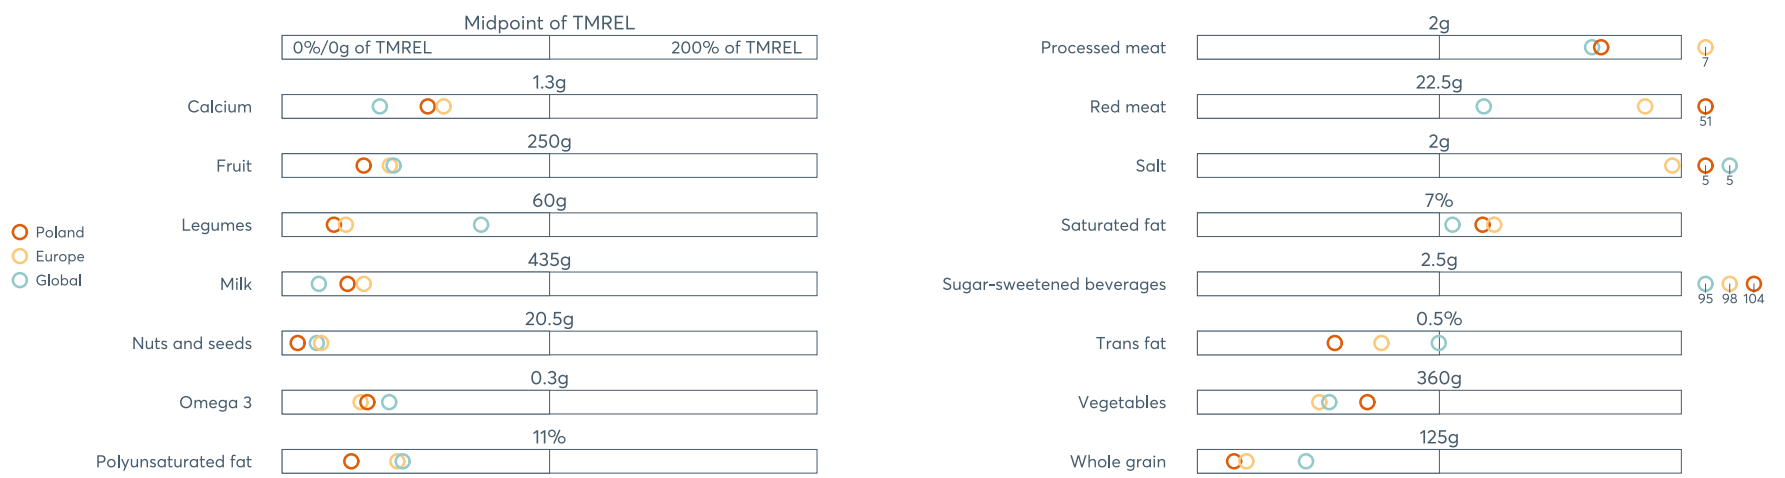 Midpoint of TMREL
0%/0g of TMREL 200% of TMREL
1.3g
Calcium
250g
Fruit
60g
Legumes
435g
Milk
20.5g
Nuts and seeds
0.3g
Omega 3
11%
Polyunsaturated fat
Poland
Europe
Global
2g
Processed meat
7
22.5g
Red meat
51
2g
Salt
5 5
7%
Saturated fat
2.5g
Sugar-sweetened beverages
95 98 104
0.5%
Trans fat
360g
Vegetables
125g
Whole grain